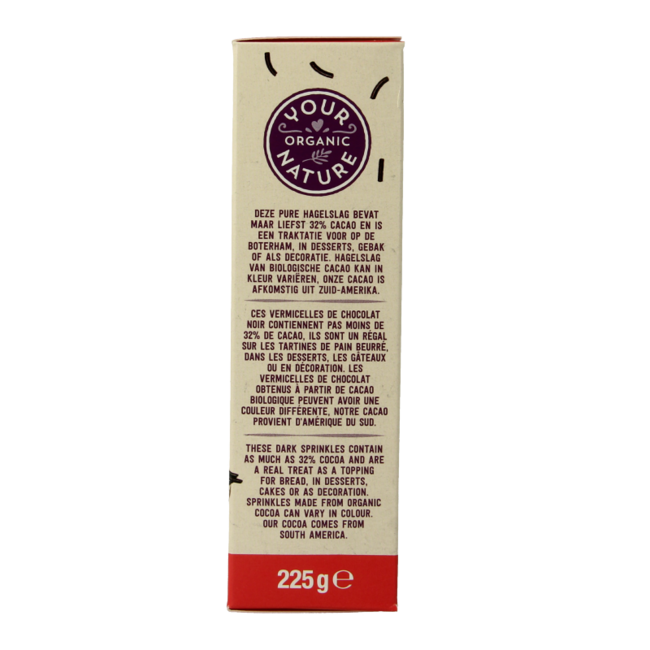 YOUR
ORGANIC
NATURE
DEZE PURE HAGELSLAG BEVAT
MAAR LIEFST 32% CACAO EN IS
EEN TRAKTATIE VOOR OP DE
BOTERHAM, IN DESSERTS, GEBAK
OF ALS DECORATIE. HAGELSLAG
VAN BIOLOGISCHE CACAO KAN IN
KLEUR VARIËREN, ONZE CACAO IS
AFKOMSTIG UIT ZUID-AMERIKA.
CES VERMICELLES DE CHOCOLAT
NOIR CONTIENNENT PAS MOINS DE
32% DE CACAO, ILS SONT UN RÉGAL
SUR LES TARTINES DE PAIN BEURRÉ,
DANS LES DESSERTS, LES GÂTEAUX
OU EN DÉCORATION. LES
VERMICELLES DE CHOCOLAT
OBTENUS À PARTIR DE CACAO
BIOLOGIQUE PEUVENT AVOIR UNE
COULEUR DIFFÉRENTE, NOTRE CACAO
PROVIENT D'AMÉRIQUE DU SUD.
THESE DARK SPRINKLES CONTAIN
AS MUCH AS 32% COCOA AND ARE
A REAL TREAT AS A TOPPING
FOR BREAD, IN DESSERTS,
CAKES OR AS DECORATION.
SPRINKLES MADE FROM ORGANIC
COCOA CAN VARY IN COLOUR.
OUR COCOA COMES FROM
SOUTH AMERICA.
225g℮